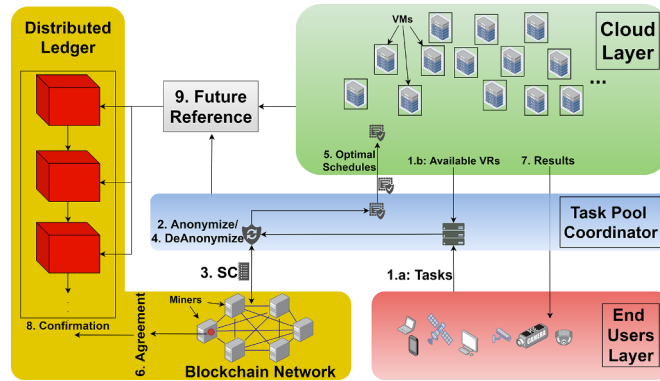 Distributed
Ledger
VMs
Cloud
Layer
...
9. Future
Reference
5. Optimal
Schedules
1.b: Available VRs
7. Results
2. Anonymize/
4. DeAnonymize
Task Pool
Coordinator
3. SC
1.a: Tasks
Miners
8. Confirmation
6. Agreement
Blockchain Network
CAMERA
End
Users
Layer